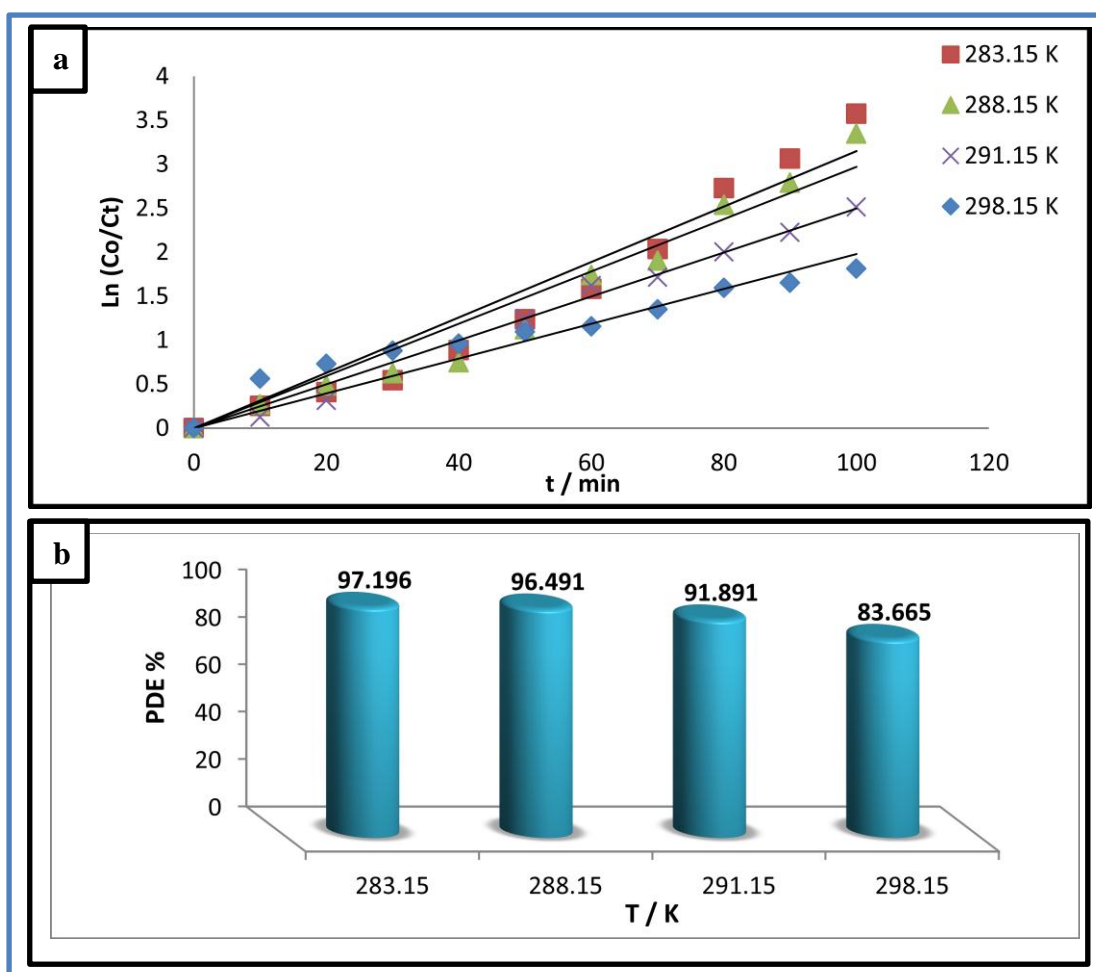 a
283.15 K
288.15 K
291.15 K
298.15 K
4
3.5
3
2.5
2
1.5
1
0.5
0
Ln (Co/Ct)
0 20 40 60 80 100 120
t / min
b
100
80
60
40
20
0
PDE %
97.196 96.491 91.891 83.665
283.15 288.15 291.15 298.15
T / K